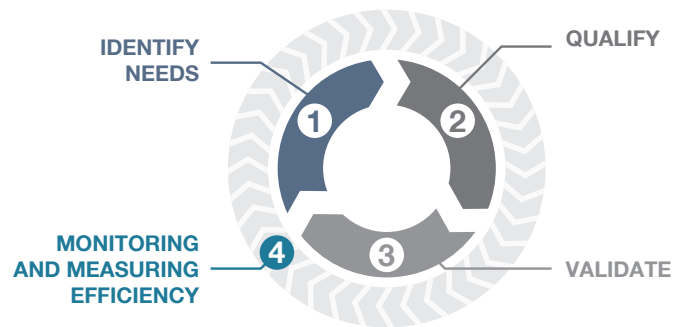 IDENTIFY
NEEDS
1
QUALIFY
2
VALIDATE
3
MONITORING
AND MEASURING
EFFICIENCY
4